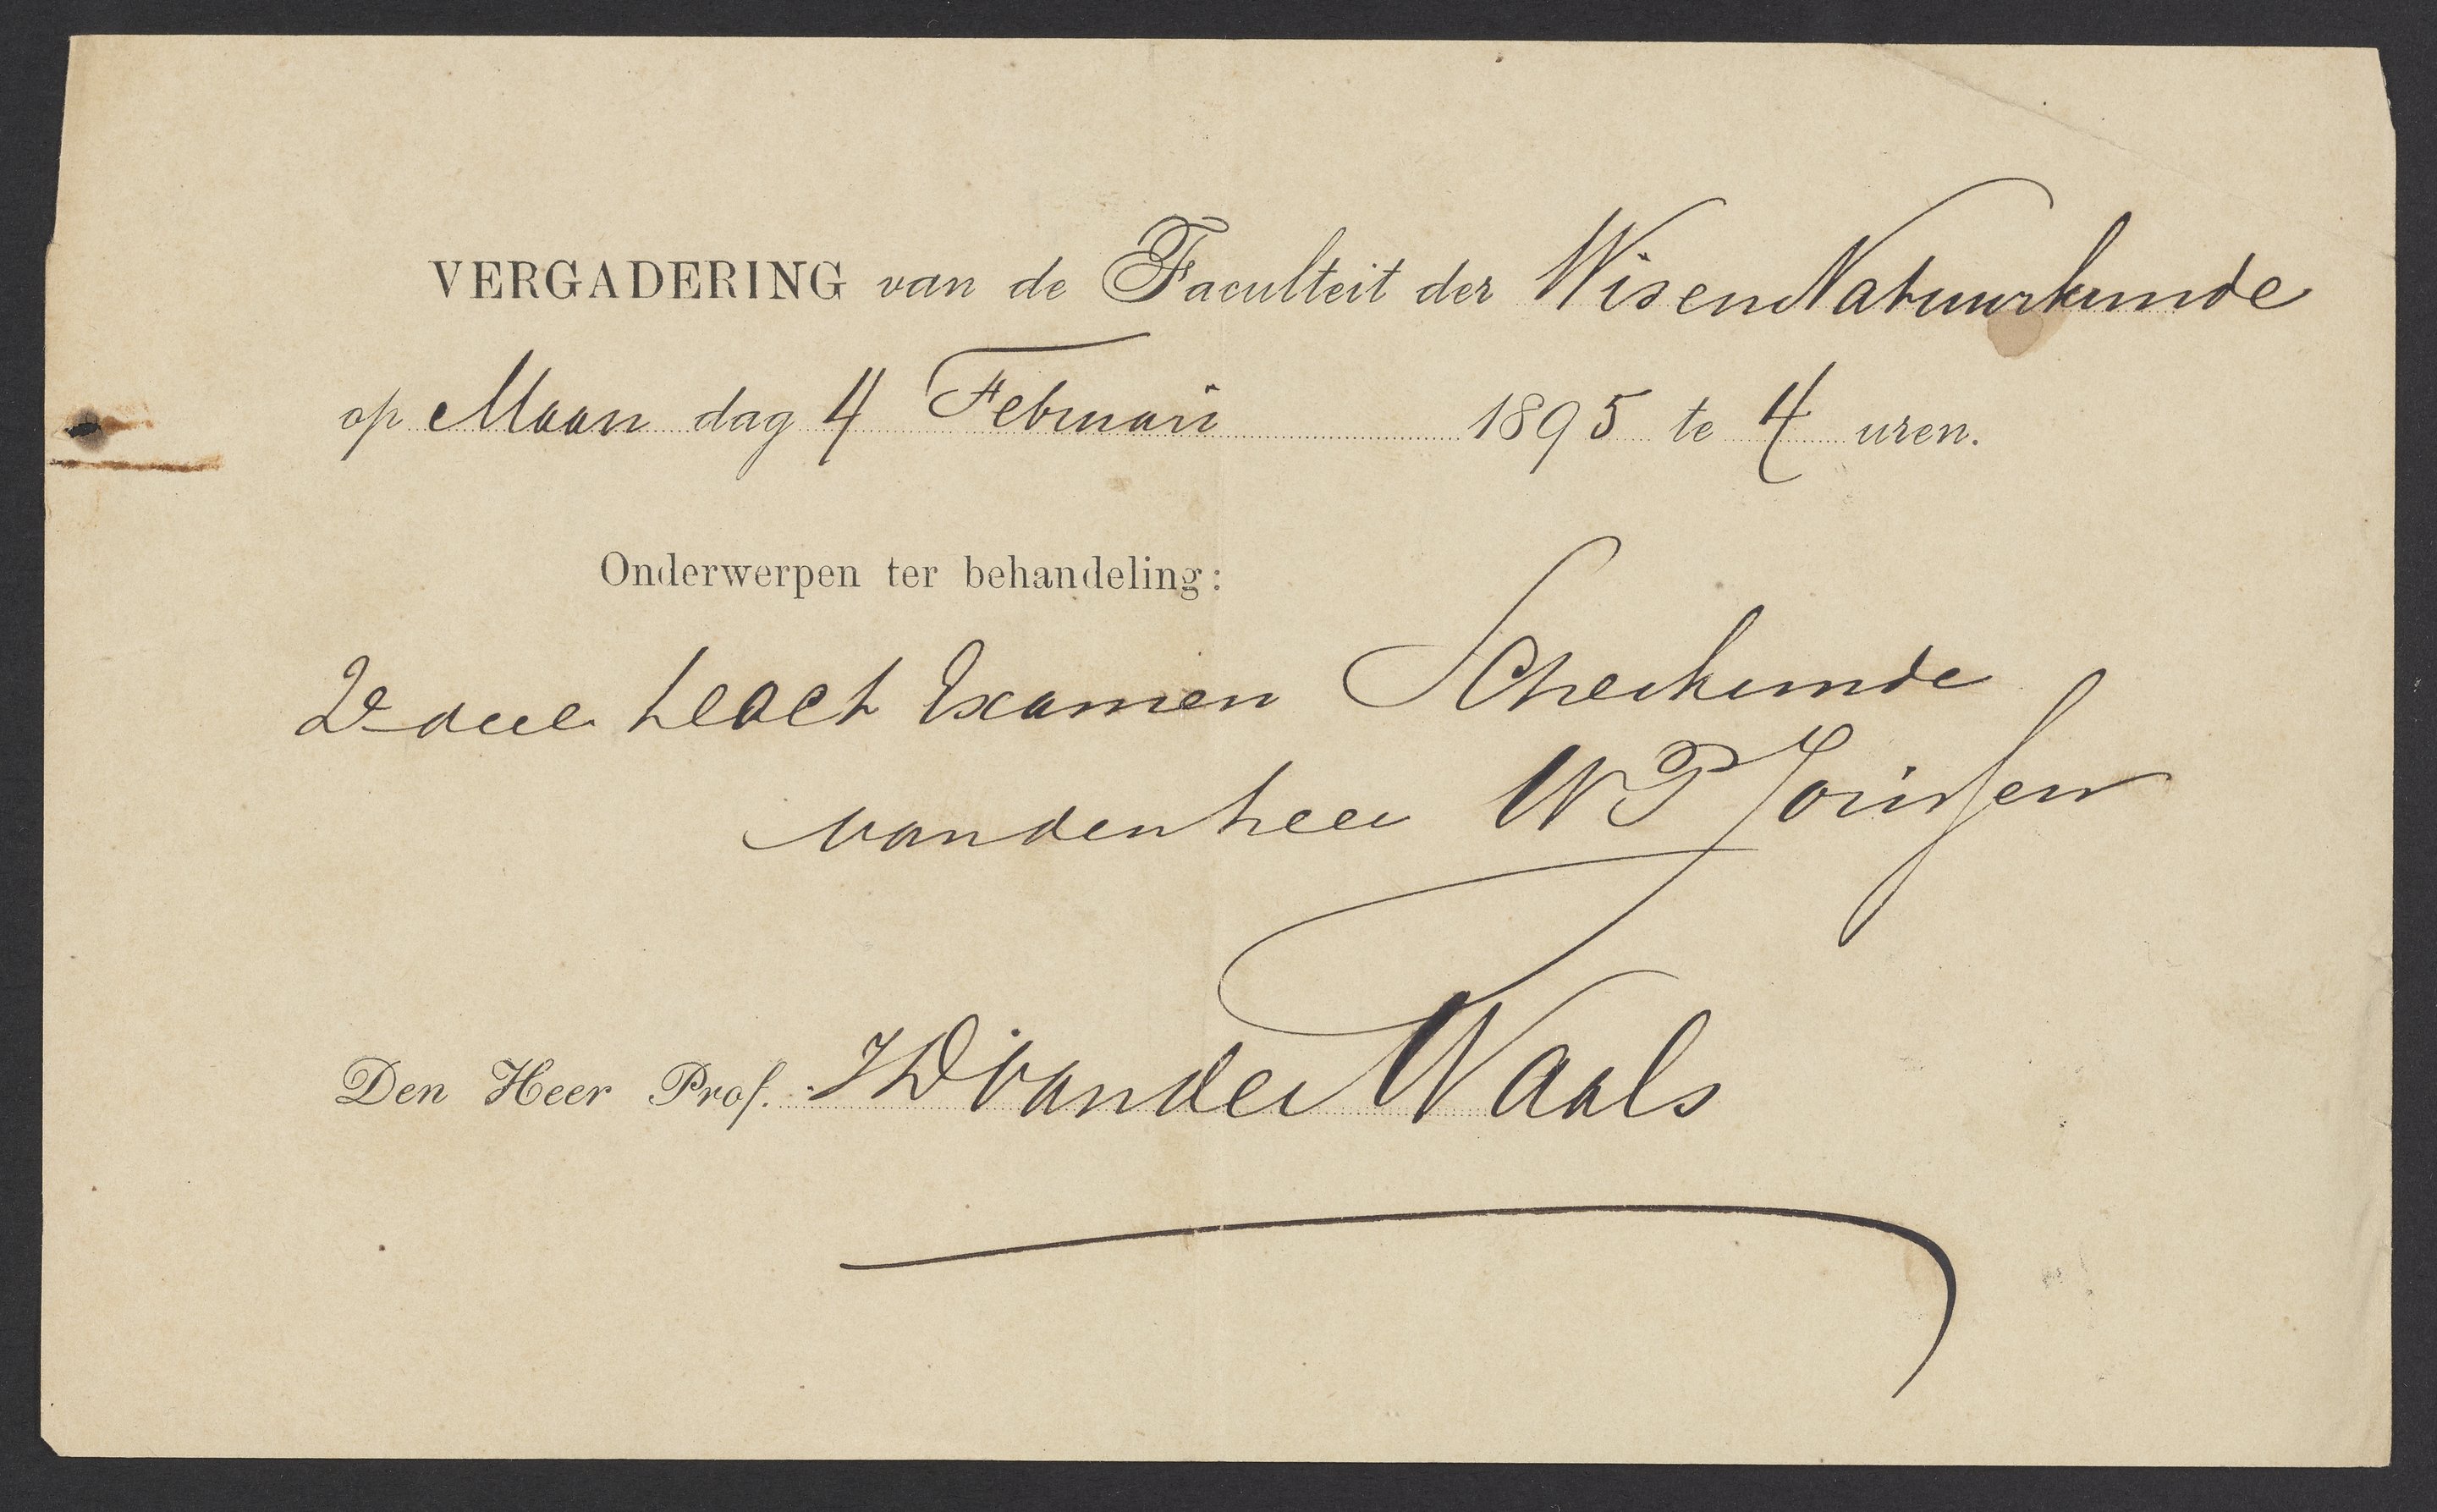 VERGADERING van de Faculteit der Wis en Natuurkunde
op Maandag 4 Februari 1895 te 4 uren.
Onderwerpen ter behandeling:
2e deel Examen Scheikunde
van den heer W P Jorissen
Den Heer Prof. J D van der Waals